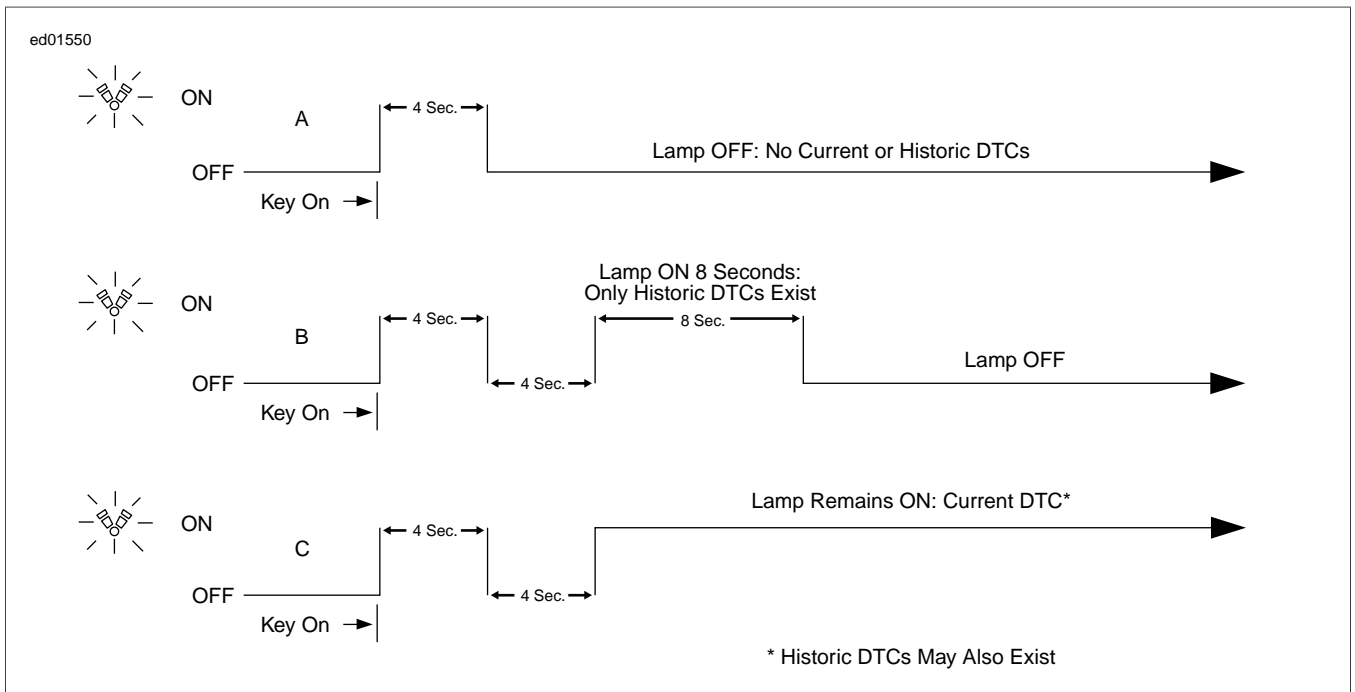 ed01550
ON
A
4 Sec.
Lamp OFF: No Current or Historic DTCs
OFF
Key On
Lamp ON 8 Seconds:
Only Historic DTCs Exist
ON
4 Sec.
8 Sec.
B
Lamp OFF
OFF
4 Sec.
Key On
Lamp Remains ON: Current DTC*
ON
4 Sec.
C
OFF
4 Sec.
Key On
* Historic DTCs May Also Exist